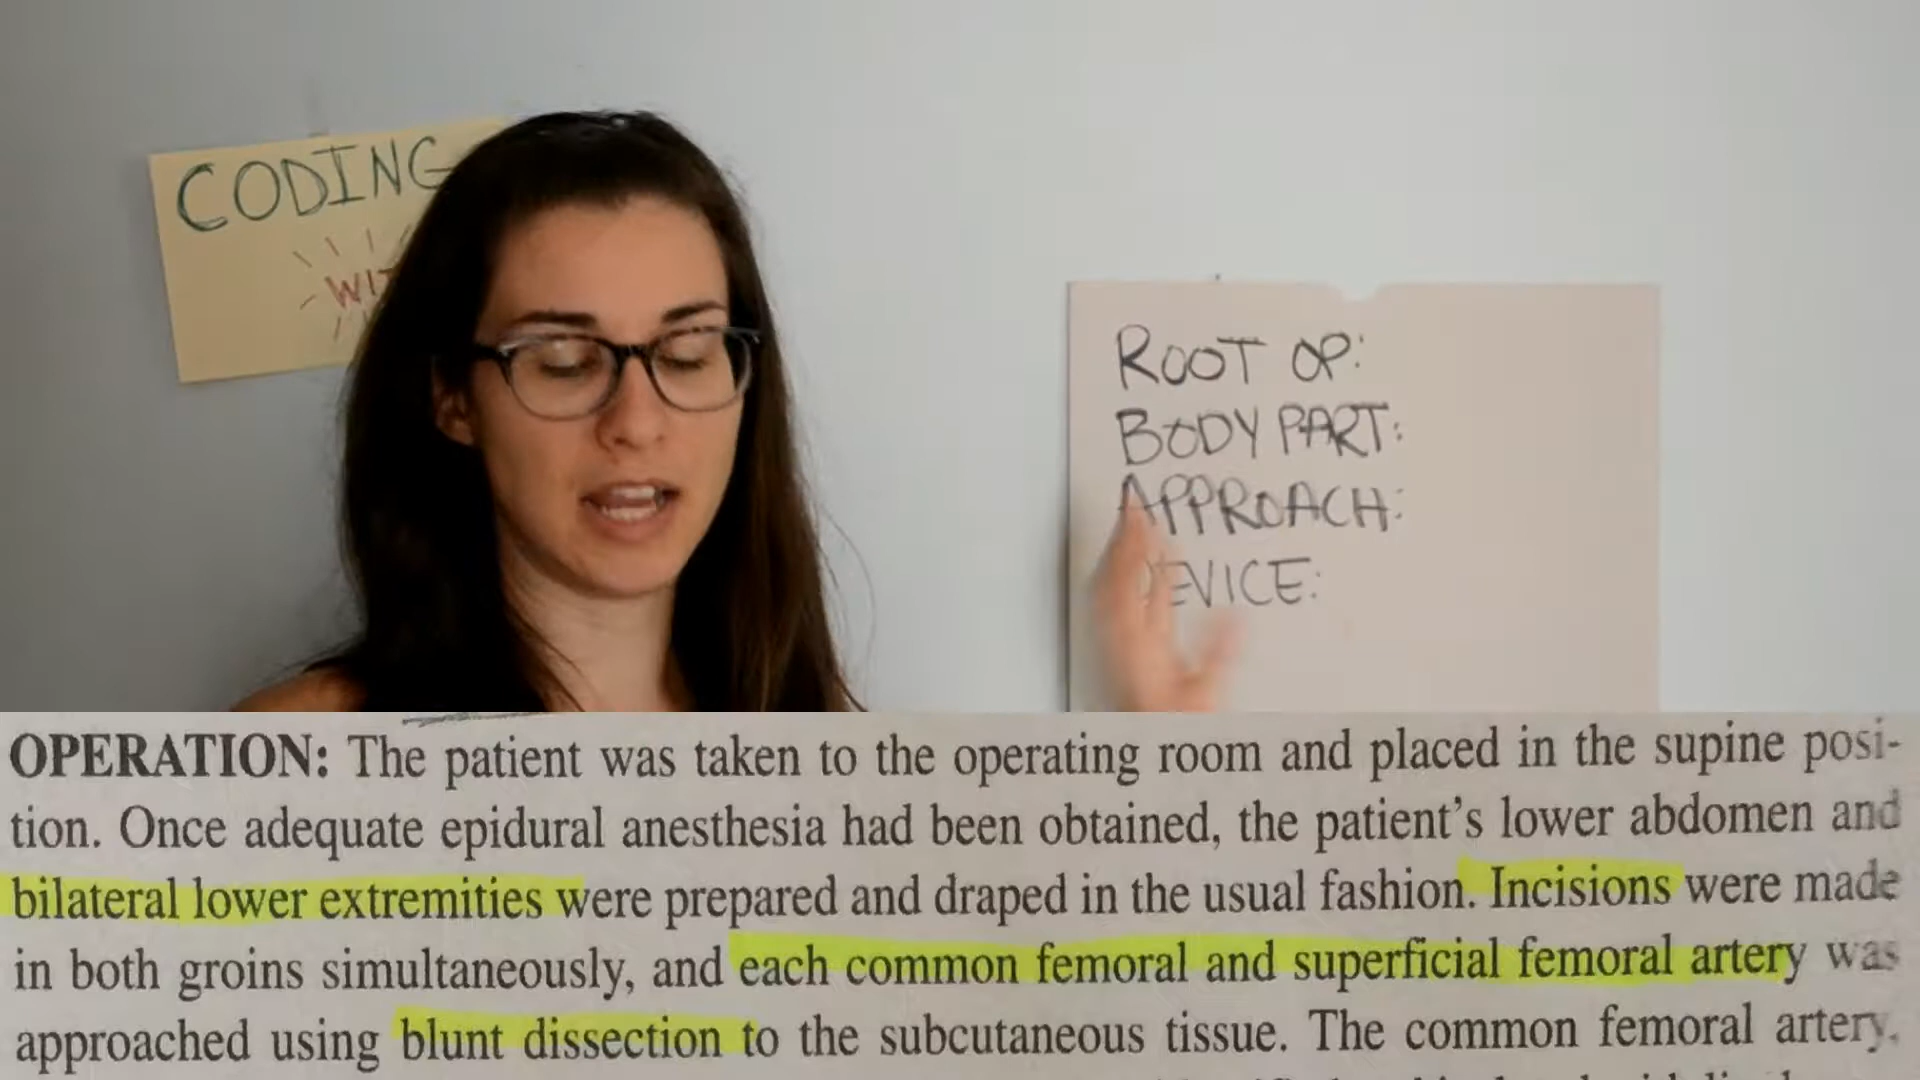 CODING
ROOT OP:
BODY PART:
APPROACH:
DEVICE:
OPERATION: The patient was taken to the operating room and placed in the supine posi-
tion. Once adequate epidural anesthesia had been obtained, the patient's lower abdomen and
bilateral lower extremities were prepared and draped in the usual fashion. Incisions were made
in both groins simultaneously, and each common femoral and superficial femoral artery was
approached using blunt dissection to the subcutaneous tissue. The common femoral artery,